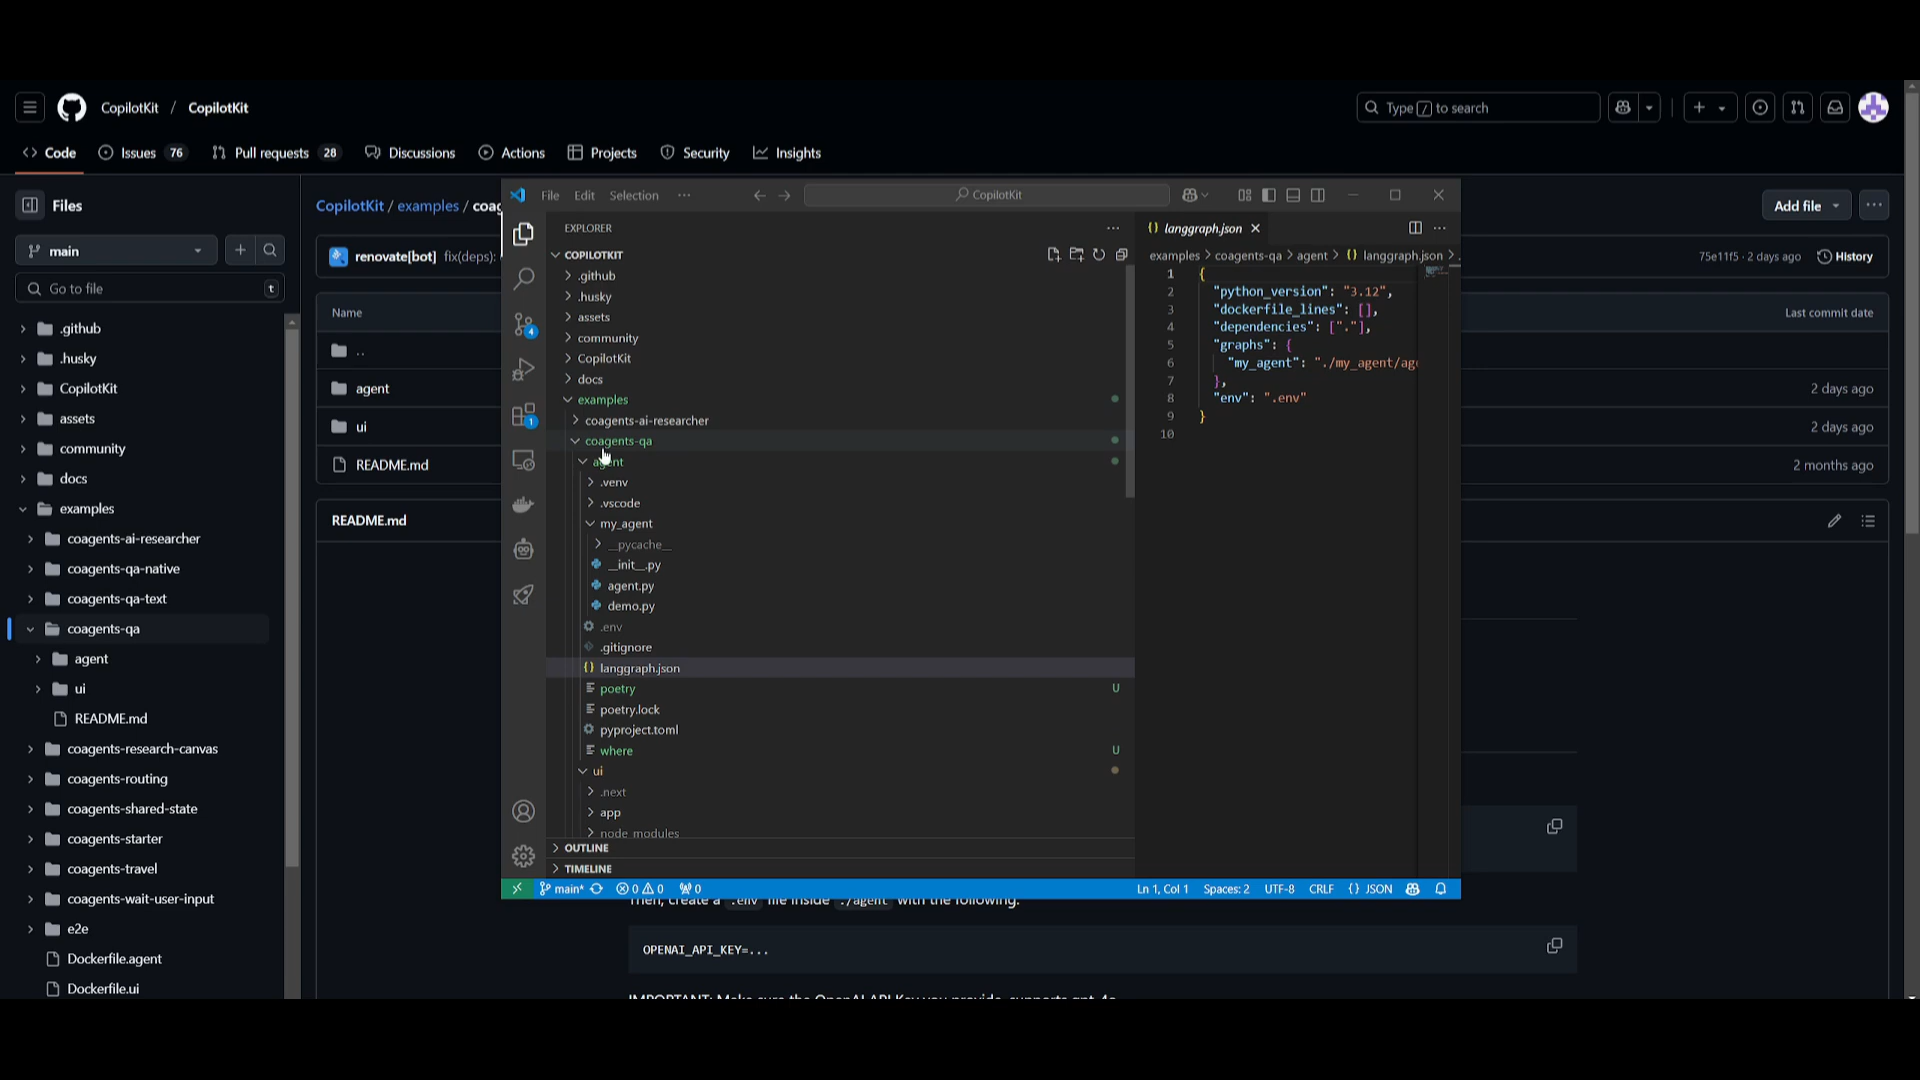 CopilotKit / CopilotKit
Type / to search
Code
Issues 76
Pull requests 28
Discussions
Actions
Projects
Security
Insights
Files
main
Go to file
t
.github
.husky
CopilotKit
assets
community
docs
examples
coagents-ai-researcher
coagents-qa-native
coagents-qa-text
coagents-qa
agent
ui
README.md
coagents-research-canvas
coagents-routing
coagents-shared-state
coagents-starter
coagents-travel
coagents-wait-user-input
e2e
Dockerfile.agent
Dockerfile.ui
CopilotKit / examples / coag
Add file
renovate[bot] fix(deps):
75e11f5 · 2 days ago
History
Name
Last commit date
..
agent
2 days ago
ui
2 days ago
README.md
2 months ago
README.md
File Edit Selection ···
CopilotKit
EXPLORER
COPILOTKIT
.github
.husky
assets
community
CopilotKit
docs
examples
coagents-ai-researcher
coagents-qa
agent
.venv
.vscode
my_agent
__pycache__
__init__.py
agent.py
demo.py
.env
.gitignore
{} langgraph.json
poetry U
poetry.lock
pyproject.toml
where U
ui
.next
app
node_modules
OUTLINE
TIMELINE
4
1
{} langgraph.json
examples > coagents-qa > agent > {} langgraph.json > .
1 {
2 "python_version": "3.12",
3 "dockerfile_lines": [],
4 "dependencies": ["."],
5 "graphs": {
6 "my_agent": "./my_agent/age
7 },
8 "env": ".env"
9 }
10
main* 0 0 0
Ln 1, Col 1 Spaces: 2 UTF-8 CRLF {} JSON
Then, create a .env file inside ./agent with the following:
OPENAI_API_KEY=...
IMPORTANT: Make sure the OpenAI API Key you provide, supports gpt-4o